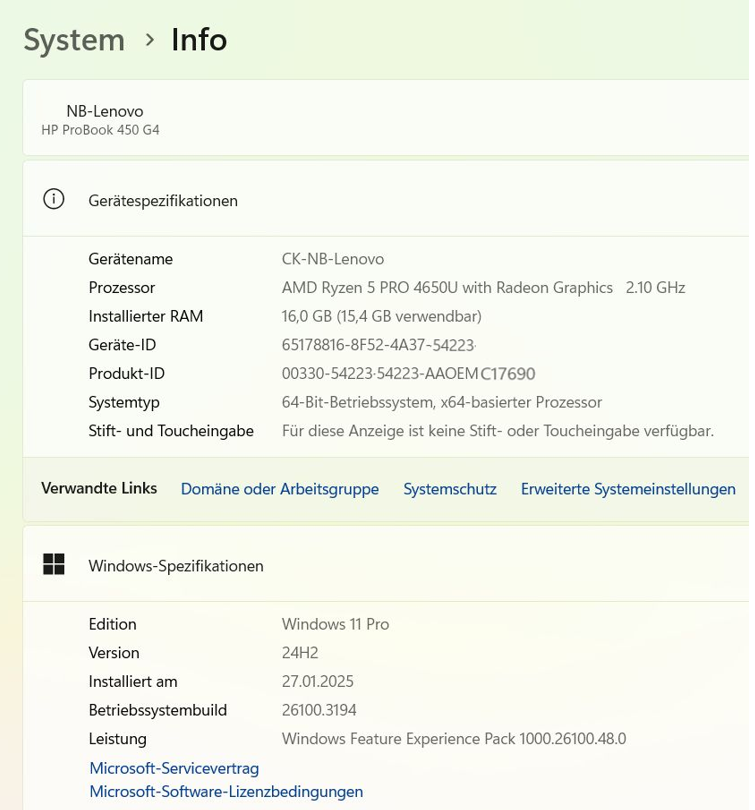 System > Info
NB-Lenovo
HP ProBook 450 G4
Gerätespezifikationen
Gerätename CK-NB-Lenovo
Prozessor AMD Ryzen 5 PRO 4650U with Radeon Graphics 2.10 GHz
Installierter RAM 16,0 GB (15,4 GB verwendbar)
Geräte-ID 65178816-8F52-4A37-54223
Produkt-ID 00330-54223-54223-AAOEMC17690
Systemtyp 64-Bit-Betriebssystem, x64-basierter Prozessor
Stift- und Toucheingabe Für diese Anzeige ist keine Stift- oder Toucheingabe verfügbar.
Verwandte Links Domäne oder Arbeitsgruppe Systemschutz Erweiterte Systemeinstellungen
Windows-Spezifikationen
Edition Windows 11 Pro
Version 24H2
Installiert am 27.01.2025
Betriebssystembuild 26100.3194
Leistung Windows Feature Experience Pack 1000.26100.48.0
Microsoft-Servicevertrag
Microsoft-Software-Lizenzbedingungen